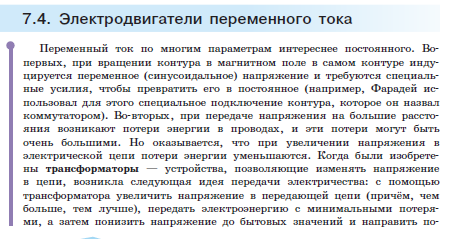 7.4. Электродвигатели переменного тока
Переменный ток по многим параметрам интереснее постоянного. Во-
первых, при вращении контура в магнитном поле в самом контуре инду-
цируется переменное (синусоидальное) напряжение и требуются специаль-
ные усилия, чтобы превратить его в постоянное (например, Фарадей ис-
пользовал для этого специальное подключение контура, которое он назвал
коммутатором). Во-вторых, при передаче напряжения на большие рассто-
яния возникают потери энергии в проводах, и эти потери могут быть
очень большими. Но оказывается, что при увеличении напряжения в
электрической цепи потери энергии уменьшаются. Когда были изобрете-
ны трансформаторы — устройства, позволяющие изменять напряжение
в цепи, возникла следующая идея передачи электричества: с помощью
трансформатора увеличить напряжение в передающей цепи (причём, чем
больше, тем лучше), передать электроэнергию с минимальными потеря-
ми, а затем понизить напряжение до бытовых значений и направить по-